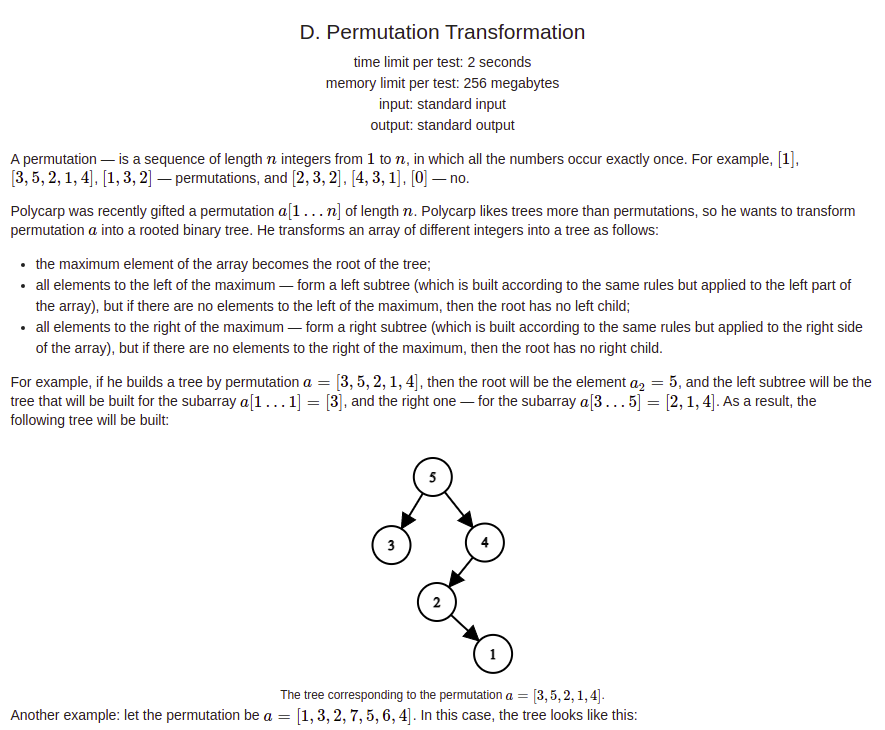 D. Permutation Transformation
time limit per test: 2 seconds
memory limit per test: 256 megabytes
input: standard input
output: standard output
A permutation — is a sequence of length n integers from 1 to n, in which all the numbers occur exactly once. For example, [1],
[3, 5, 2, 1, 4], [1, 3, 2] — permutations, and [2, 3, 2], [4, 3, 1], [0] — no.
Polycarp was recently gifted a permutation a[1 … n] of length n. Polycarp likes trees more than permutations, so he wants to transform
permutation a into a rooted binary tree. He transforms an array of different integers into a tree as follows:
• the maximum element of the array becomes the root of the tree;
• all elements to the left of the maximum — form a left subtree (which is built according to the same rules but applied to the left part of
the array), but if there are no elements to the left of the maximum, then the root has no left child;
• all elements to the right of the maximum — form a right subtree (which is built according to the same rules but applied to the right side
of the array), but if there are no elements to the right of the maximum, then the root has no right child.
For example, if he builds a tree by permutation a = [3, 5, 2, 1, 4], then the root will be the element a₂ = 5, and the left subtree will be the
tree that will be built for the subarray a[1 … 1] = [3], and the right one — for the subarray a[3 … 5] = [2, 1, 4]. As a result, the
following tree will be built:
5
3
4
2
1
The tree corresponding to the permutation a = [3, 5, 2, 1, 4].
Another example: let the permutation be a = [1, 3, 2, 7, 5, 6, 4]. In this case, the tree looks like this: